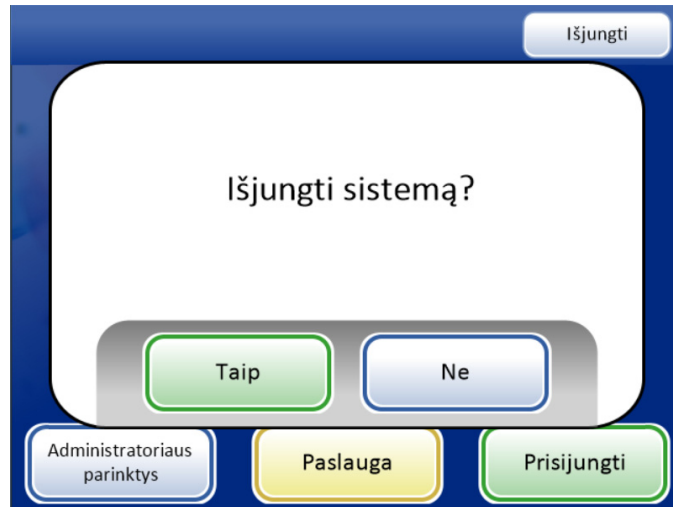 Išjungti
Išjungti sistemą?
Taip
Ne
Administratoriaus
parinktys
Paslauga
Prisijungti